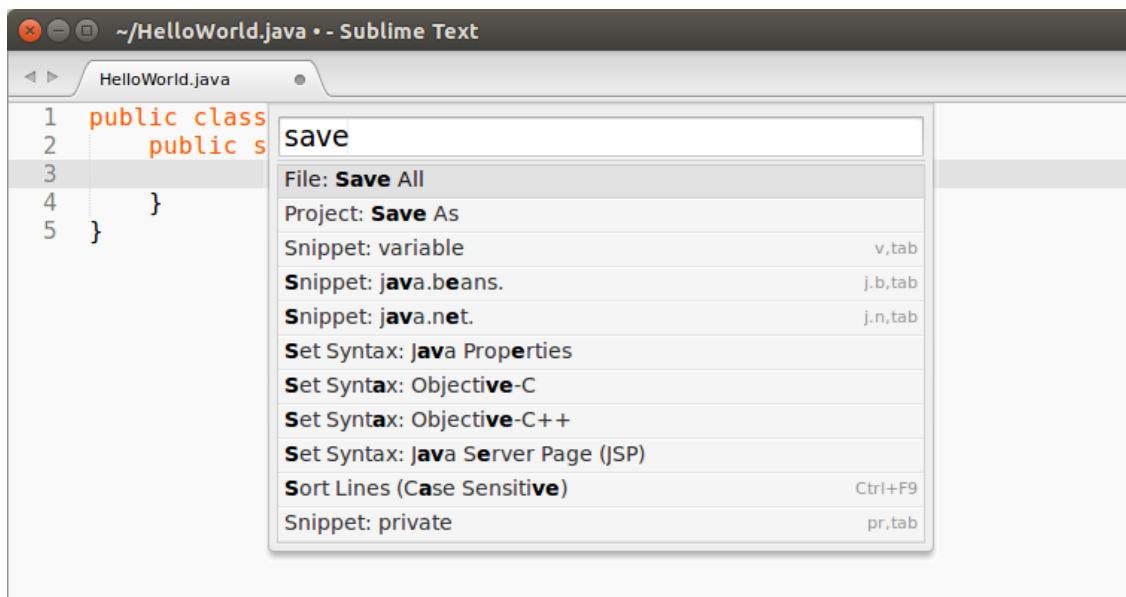 ~/HelloWorld.java • - Sublime Text
HelloWorld.java
1 public class
2 public s
3
4 }
5 }
save
File: Save All
Project: Save As
Snippet: variable v,tab
Snippet: java.beans. j.b,tab
Snippet: java.net. j.n,tab
Set Syntax: Java Properties
Set Syntax: Objective-C
Set Syntax: Objective-C++
Set Syntax: Java Server Page (JSP)
Sort Lines (Case Sensitive) Ctrl+F9
Snippet: private pr,tab